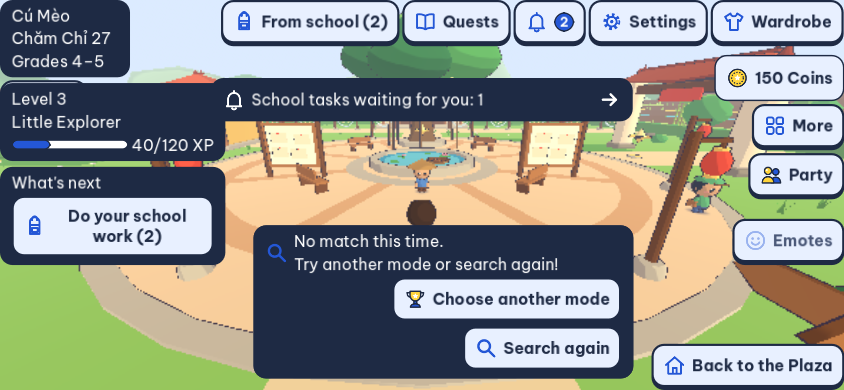 Cú Mèo
Chăm Chỉ 27
Grades 4–5
From school (2)
Quests
2
Settings
Wardrobe
150 Coins
Level 3
Little Explorer
40/120 XP
School tasks waiting for you: 1
More
Party
What's next
Do your school
work (2)
Emotes
No match this time.
Try another mode or search again!
Choose another mode
Search again
Back to the Plaza